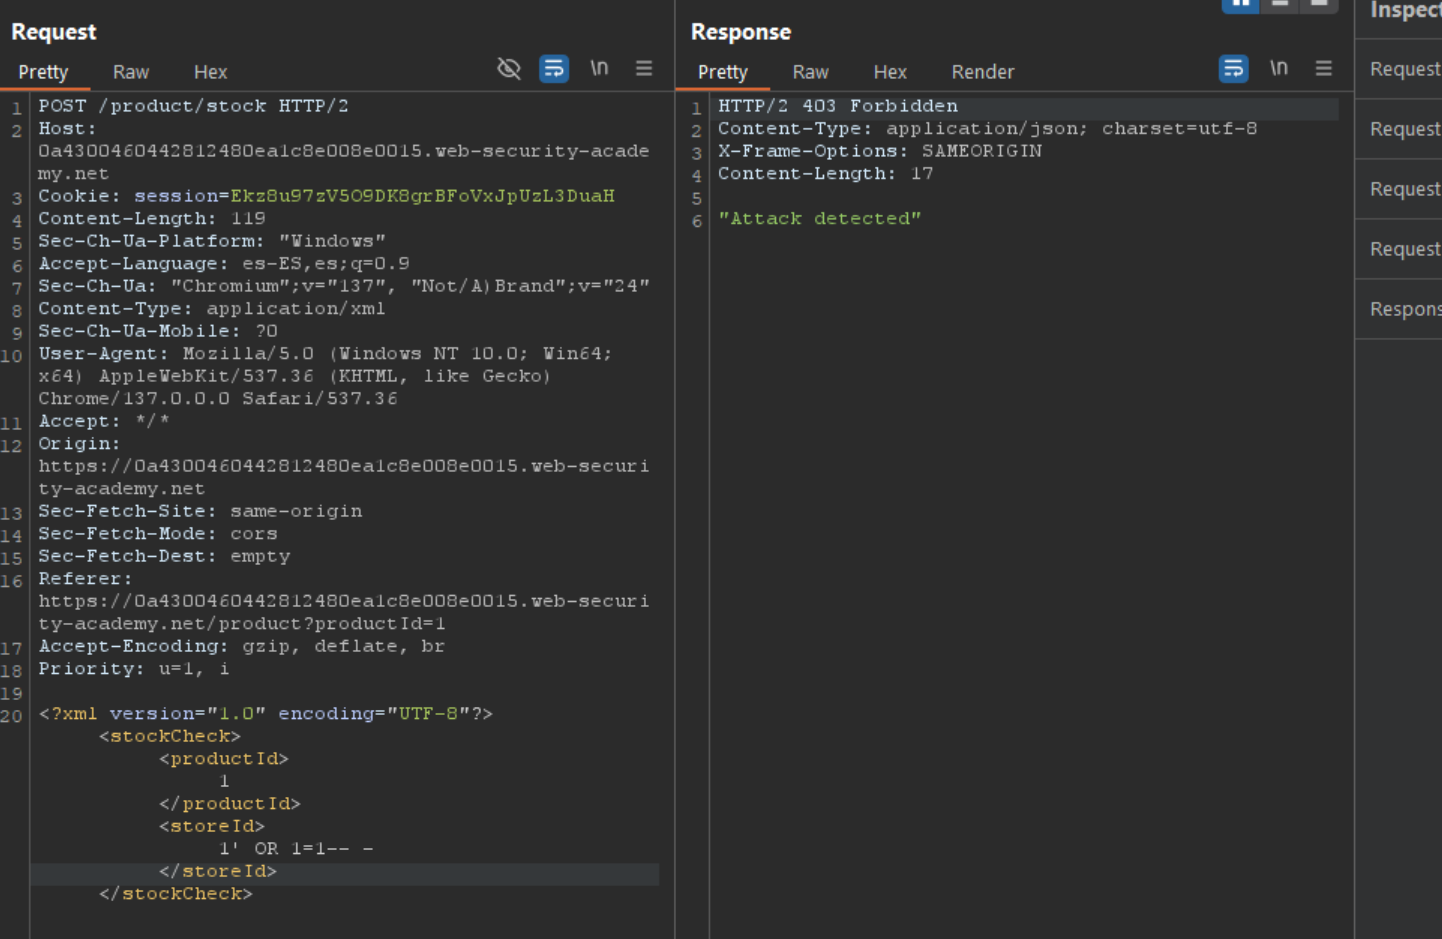 Request
Pretty Raw Hex \n
1 POST /product/stock HTTP/2
2 Host:
0a4300460442812480ea1c8e008e0015.web-security-acade
my.net
3 Cookie: session=Ekz8u97zV5O9DK8grBFoVxJpUzL3DuaH
4 Content-Length: 119
5 Sec-Ch-Ua-Platform: "Windows"
6 Accept-Language: es-ES,es;q=0.9
7 Sec-Ch-Ua: "Chromium";v="137", "Not/A)Brand";v="24"
8 Content-Type: application/xml
9 Sec-Ch-Ua-Mobile: ?0
10 User-Agent: Mozilla/5.0 (Windows NT 10.0; Win64;
x64) AppleWebKit/537.36 (KHTML, like Gecko)
Chrome/137.0.0.0 Safari/537.36
11 Accept: */*
12 Origin:
https://0a4300460442812480ea1c8e008e0015.web-securi
ty-academy.net
13 Sec-Fetch-Site: same-origin
14 Sec-Fetch-Mode: cors
15 Sec-Fetch-Dest: empty
16 Referer:
https://0a4300460442812480ea1c8e008e0015.web-securi
ty-academy.net/product?productId=1
17 Accept-Encoding: gzip, deflate, br
18 Priority: u=1, i
19
20 <?xml version="1.0" encoding="UTF-8"?>
<stockCheck>
<productId>
1
</productId>
<storeId>
1' OR 1=1-- -
</storeId>
</stockCheck>
Response
Pretty Raw Hex Render \n
1 HTTP/2 403 Forbidden
2 Content-Type: application/json; charset=utf-8
3 X-Frame-Options: SAMEORIGIN
4 Content-Length: 17
5
6 "Attack detected"
Inspect
Request
Request
Request
Request
Respons